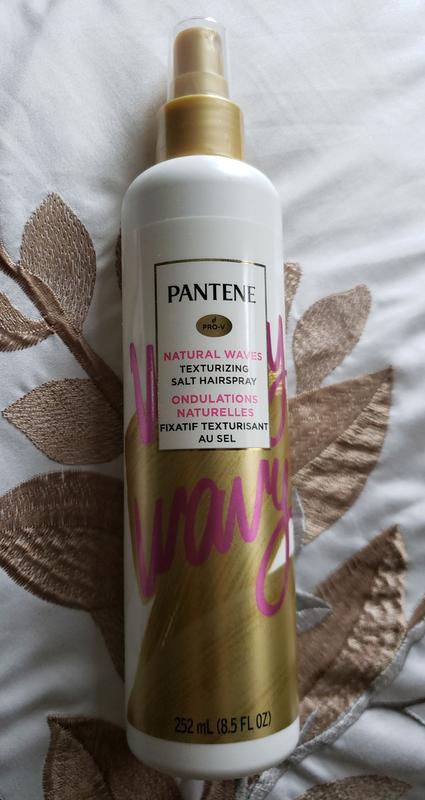 PANTENE
PRO-V
NATURAL WAVES
TEXTURIZING
SALT HAIRSPRAY
ONDULATIONS
NATURELLES
FIXATIF TEXTURISANT
AU SEL
wavy
252 mL (8.5 FL OZ)